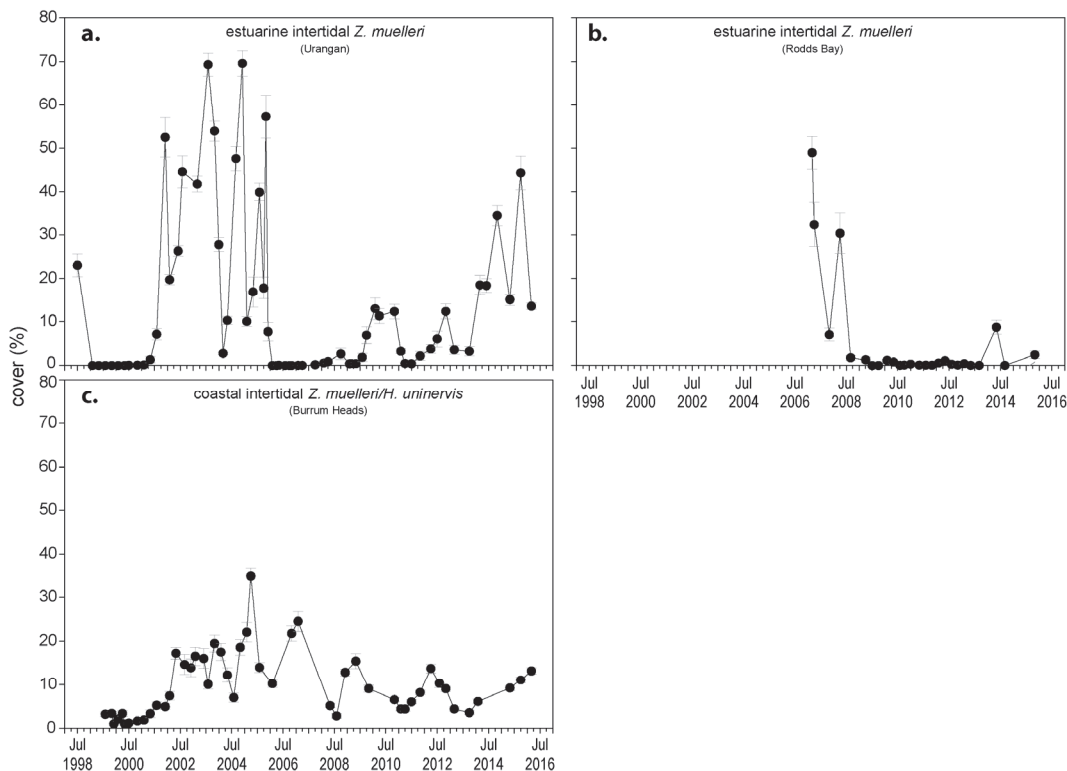 a.
estuarine intertidal Z. muelleri
(Urangan)
80
70
60
50
40
30
20
10
0
b.
estuarine intertidal Z. muelleri
(Rodds Bay)
Jul Jul Jul Jul Jul Jul Jul Jul Jul Jul
1998 2000 2002 2004 2006 2008 2010 2012 2014 2016
cover (%)
c.
coastal intertidal Z. muelleri/H. uninervis
(Burrum Heads)
80
70
60
50
40
30
20
10
0
Jul Jul Jul Jul Jul Jul Jul Jul Jul Jul
1998 2000 2002 2004 2006 2008 2010 2012 2014 2016